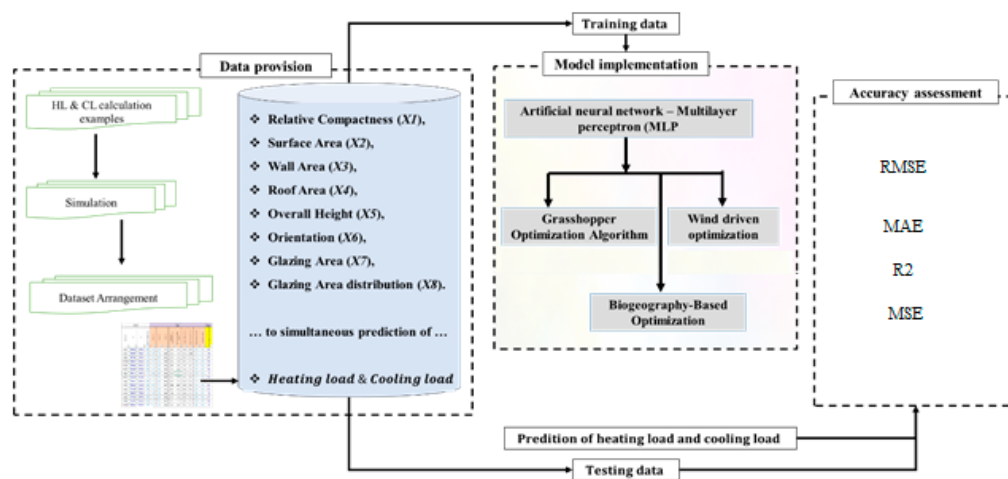 Training data
Data provision
HL & CL calculation
examples
Simulation
Dataset Arrangement
Relative Compactness (X1),
Surface Area (X2),
Wall Area (X3),
Roof Area (X4),
Overall Height (X5),
Orientation (X6),
Glazing Area (X7),
Glazing Area distribution (X8).
… to simultaneous prediction of …
Heating load & Cooling load
Model implementation
Artificial neural network – Multilayer
perceptron (MLP
Grasshopper
Optimization Algorithm
Wind driven
optimization
Biogeography-Based
Optimization
Accuracy assessment
RMSE
MAE
R2
MSE
Predition of heating load and cooling load
Testing data